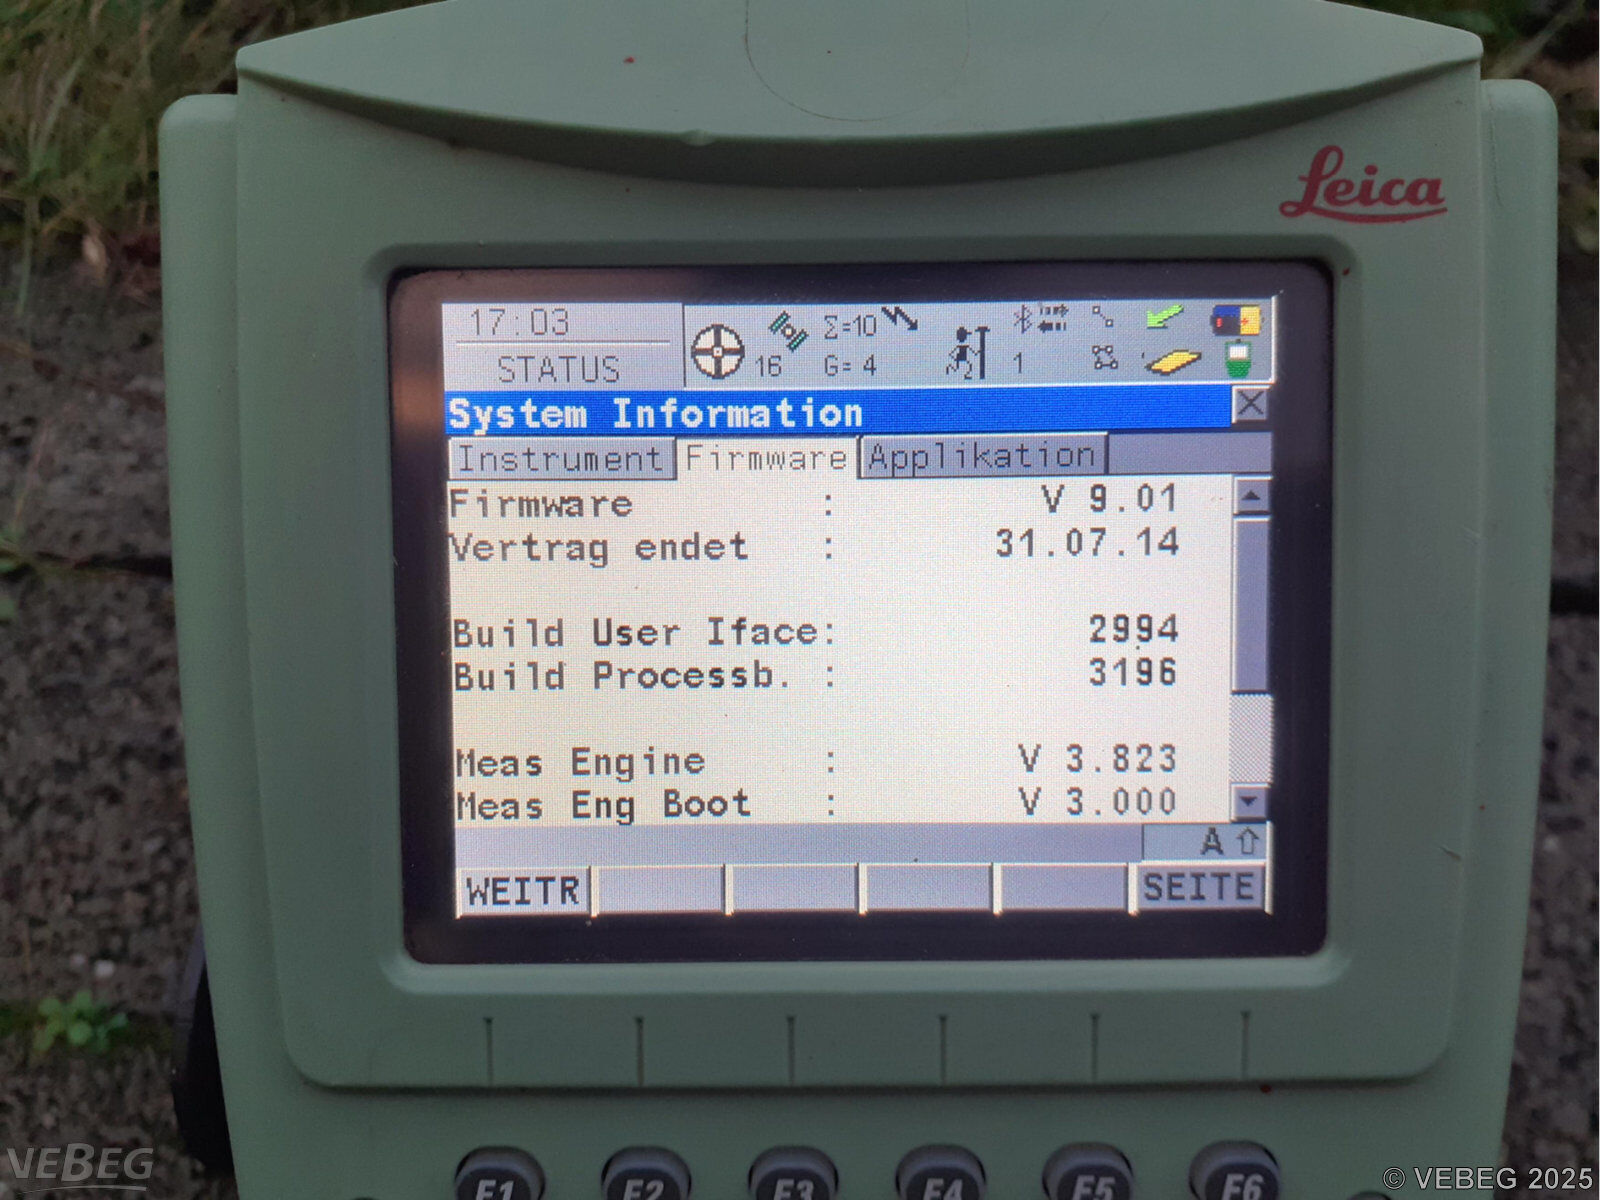 Leica
17:03
STATUS
16
Σ=10
G= 4
2
1
System Information
Instrument Firmware Applikation
Firmware : V 9.01
Vertrag endet : 31.07.14
Build User Iface: 2994
Build Processb. : 3196
Meas Engine : V 3.823
Meas Eng Boot : V 3.000
A
WEITR SEITE
F1 F2 F3 F4 F5 F6
VEBEG
© VEBEG 2025